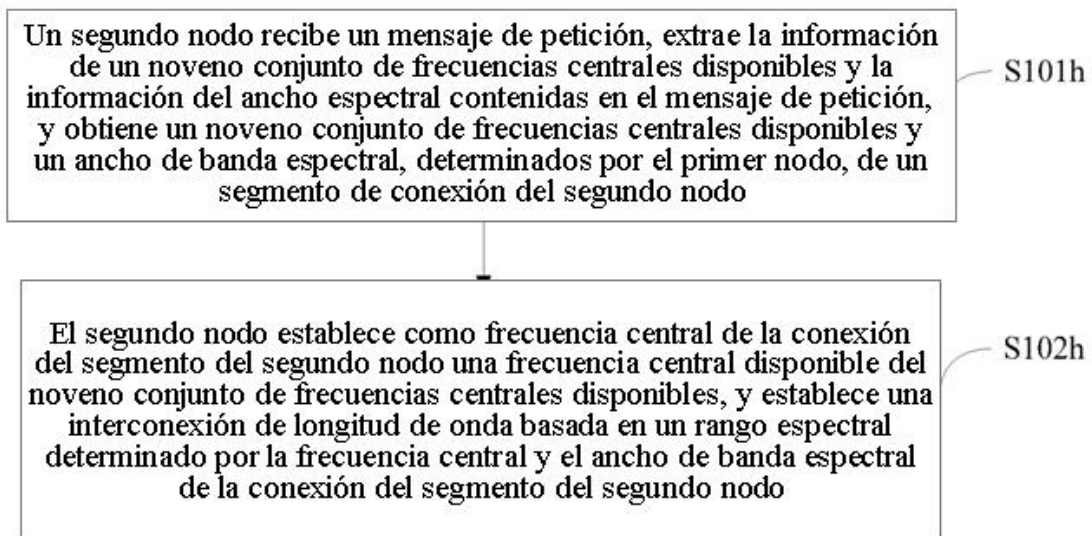 Un segundo nodo recibe un mensaje de petición, extrae la información
de un noveno conjunto de frecuencias centrales disponibles y la
información del ancho espectral contenidas en el mensaje de petición,
y obtiene un noveno conjunto de frecuencias centrales disponibles y
un ancho de banda espectral, determinados por el primer nodo, de un
segmento de conexión del segundo nodo
S101h
El segundo nodo establece como frecuencia central de la conexión
del segmento del segundo nodo una frecuencia central disponible del
noveno conjunto de frecuencias centrales disponibles, y establece una
interconexión de longitud de onda basada en un rango espectral
determinado por la frecuencia central y el ancho de banda espectral
de la conexión del segmento del segundo nodo
S102h